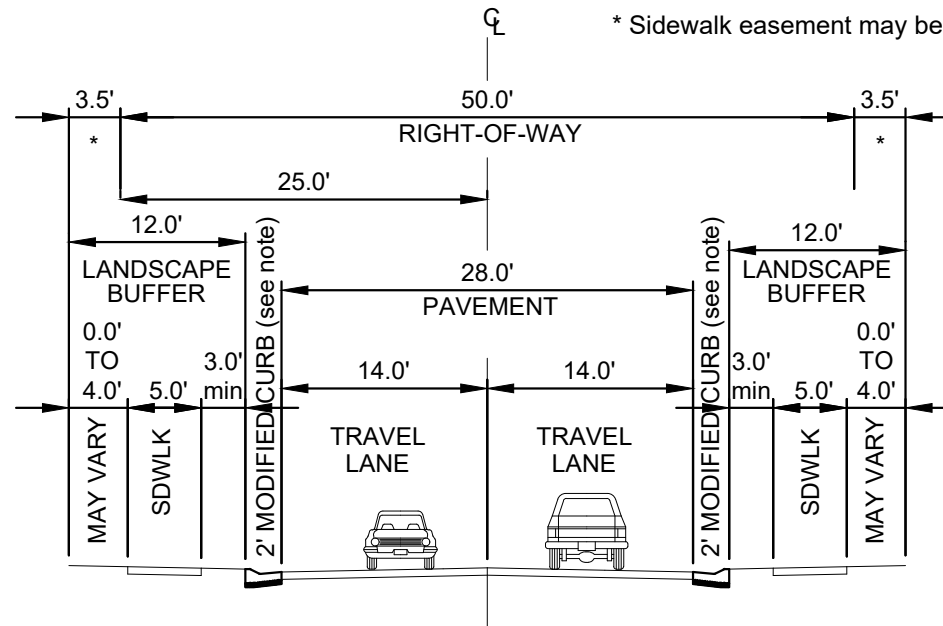 ℄
* Sidewalk easement may be
3.5'
50.0'
3.5'
*
RIGHT-OF-WAY
*
25.0'
12.0'
12.0'
LANDSCAPE
BUFFER
28.0'
PAVEMENT
LANDSCAPE
BUFFER
2' MODIFIED CURB (see note)
2' MODIFIED CURB (see note)
0.0'
TO
4.0'
5.0'
3.0'
min
14.0'
14.0'
3.0'
min
5.0'
0.0'
TO
4.0'
MAY VARY
SDWLK
TRAVEL
LANE
TRAVEL
LANE
SDWLK
MAY VARY